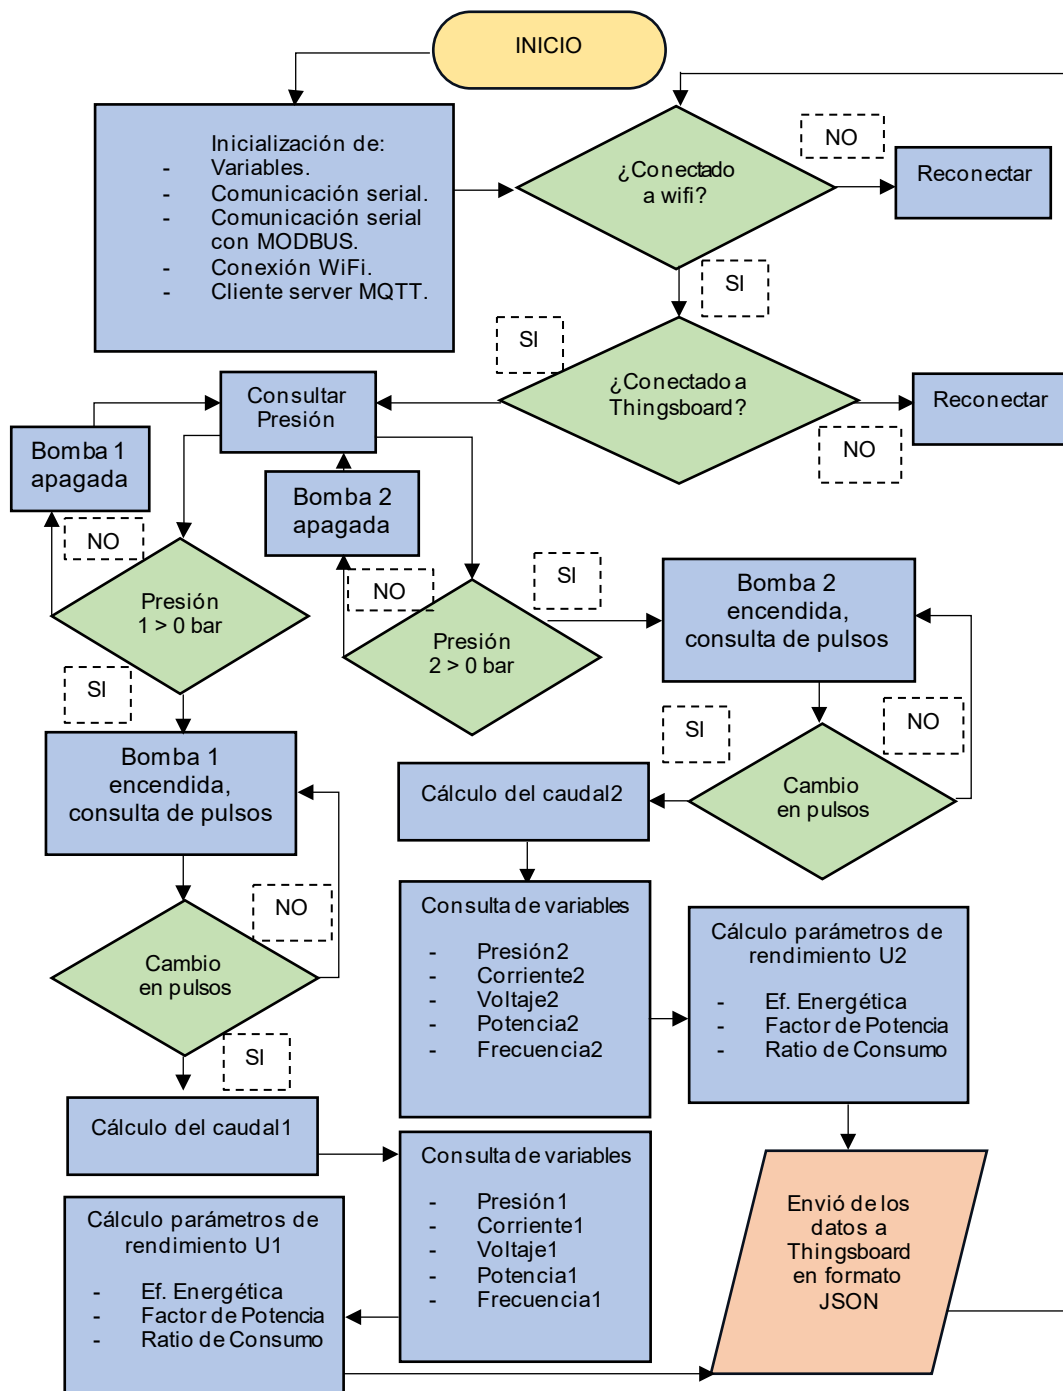 INICIO
Inicialización de:
- Variables.
- Comunicación serial.
- Comunicación serial
con MODBUS.
- Conexión WiFi.
- Cliente server MQTT.
¿Conectado
a wifi?
NO
Reconectar
SI
SI
¿Conectado a
Thingsboard?
Reconectar
NO
Consultar
Presión
Bomba 1
apagada
Bomba 2
apagada
NO
NO
Presión
1 > 0 bar
Presión
2 > 0 bar
SI
Bomba 2
encendida,
consulta de pulsos
SI
SI
NO
Bomba 1
encendida,
consulta de pulsos
Cálculo del caudal2
Cambio
en pulsos
NO
Cambio
en pulsos
Consulta de variables
- Presión2
- Corriente2
- Voltaje2
- Potencia2
- Frecuencia2
Cálculo parámetros de
rendimiento U2
- Ef. Energética
- Factor de Potencia
- Ratio de Consumo
SI
Cálculo del caudal1
Consulta de variables
- Presión1
- Corriente1
- Voltaje1
- Potencia1
- Frecuencia1
Cálculo parámetros de
rendimiento U1
- Ef. Energética
- Factor de Potencia
- Ratio de Consumo
Envió de los
datos a
Thingsboard
en formato
JSON